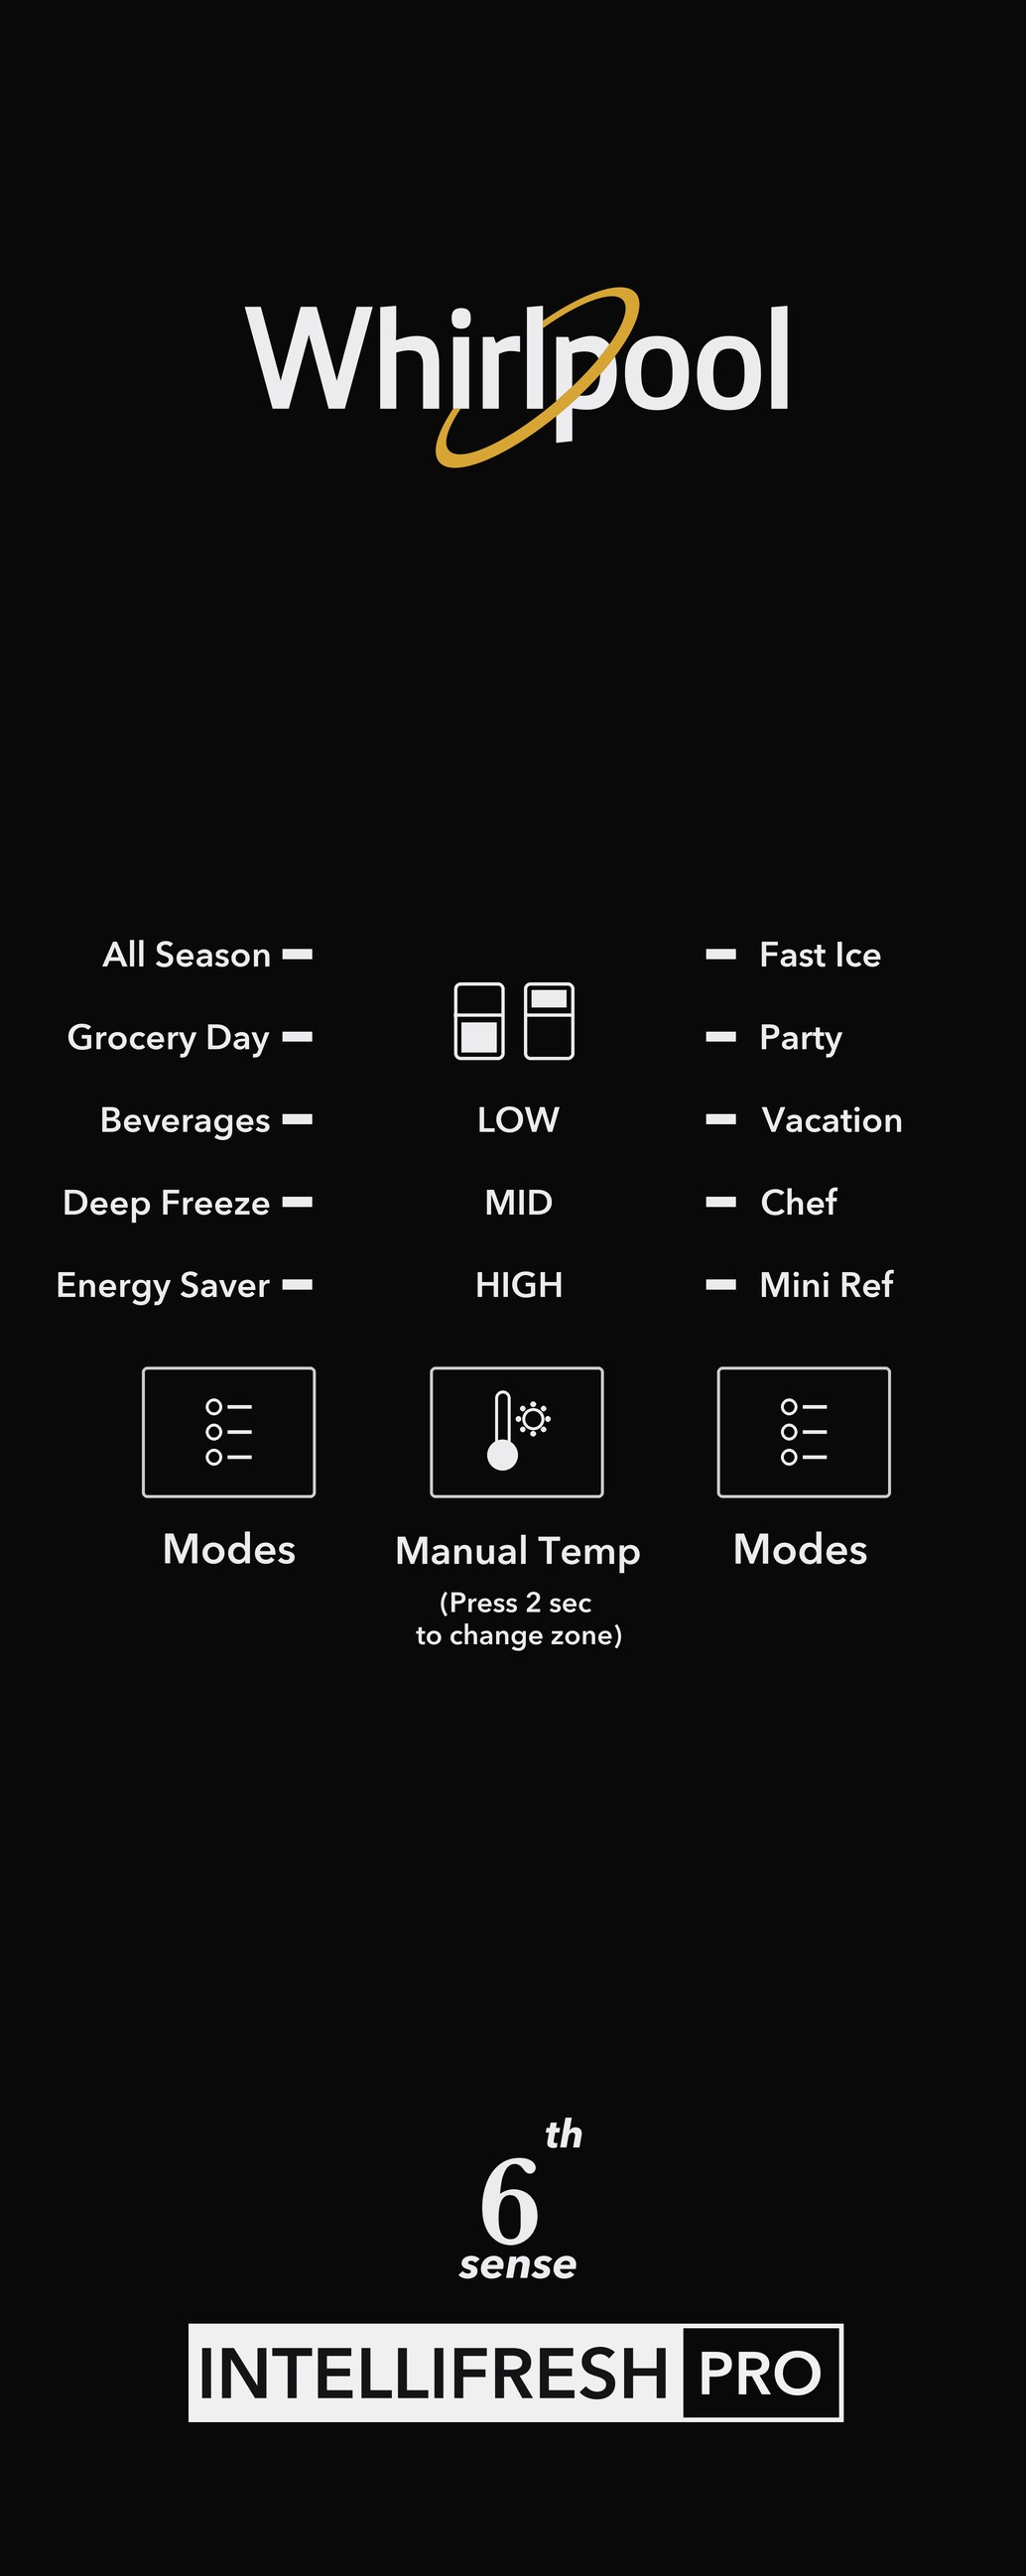 Whirlpool
All Season
Fast Ice
Grocery Day
Party
Beverages
LOW
Vacation
Deep Freeze
MID
Chef
Energy Saver
HIGH
Mini Ref
Modes
Manual Temp
Modes
(Press 2 sec
to change zone)
6th
sense
INTELLIFRESH PRO